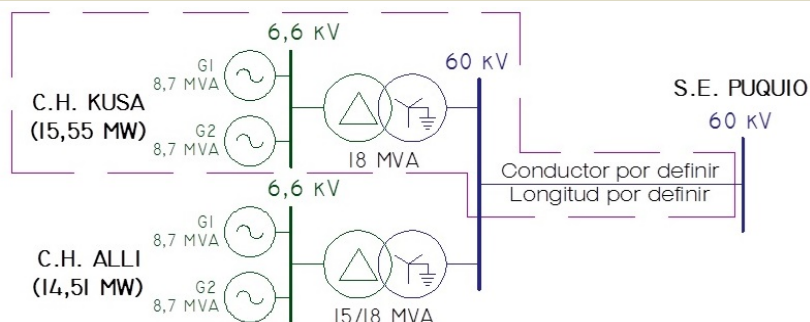 6,6 kV
G1
8,7 MVA
C.H. KUSA
(15,55 MW)
G2
8,7 MVA
18 MVA
60 kV
S.E. PUQUIO
60 kV
Conductor por definir
Longitud por definir
6,6 kV
G1
8,7 MVA
C.H. ALLI
(14,51 MW)
G2
8,7 MVA
15/18 MVA